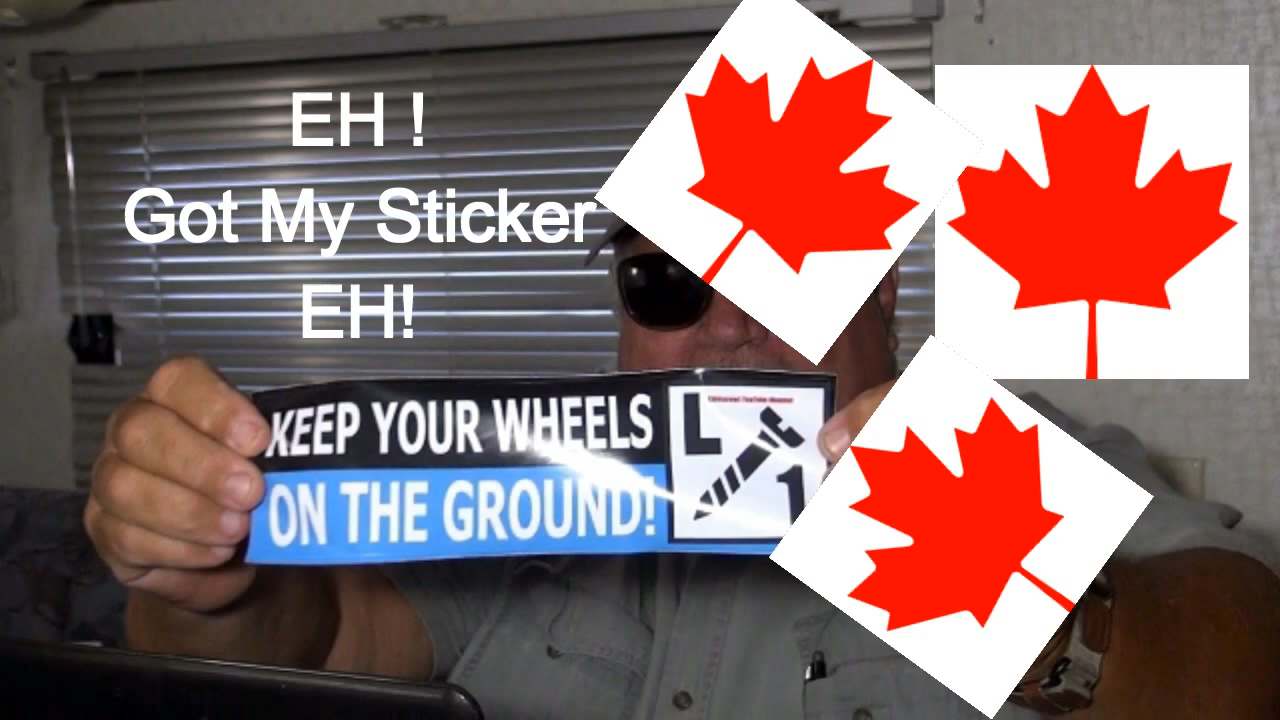 EH !
Got My Sticker
EH!
KEEP YOUR WHEELS
ON THE GROUND!
L
1